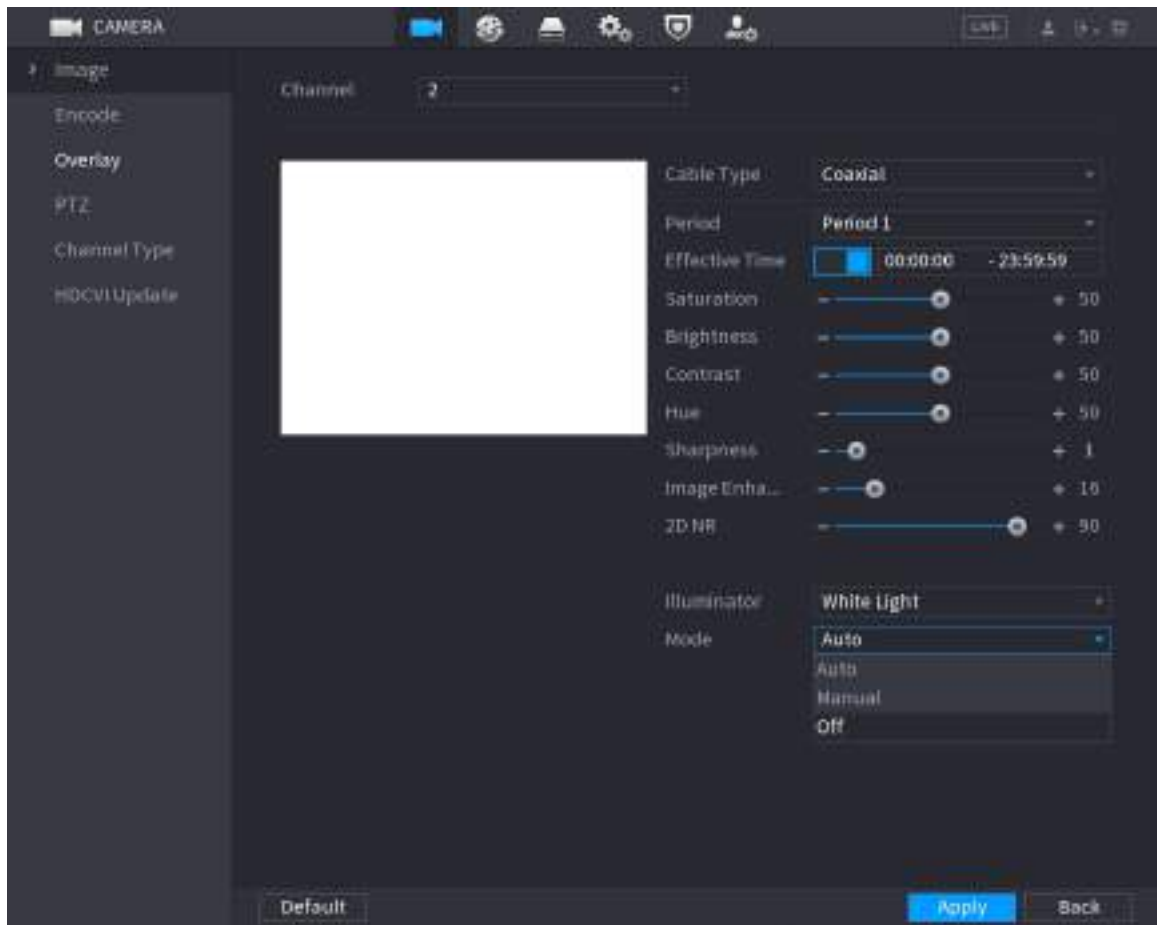 CAMERA
LIVE
Image
Encode
Overlay
PTZ
Channel Type
HDCVI Update
Channel 2
Cable Type Coaxial
Period Period 1
Effective Time 00:00:00 - 23:59:59
Saturation - + 50
Brightness - + 50
Contrast - + 50
Hue - + 50
Sharpness - + 1
Image Enha... - + 16
2D NR - + 90
Illuminator White Light
Mode Auto
Auto
Manual
Off
Default Apply Back